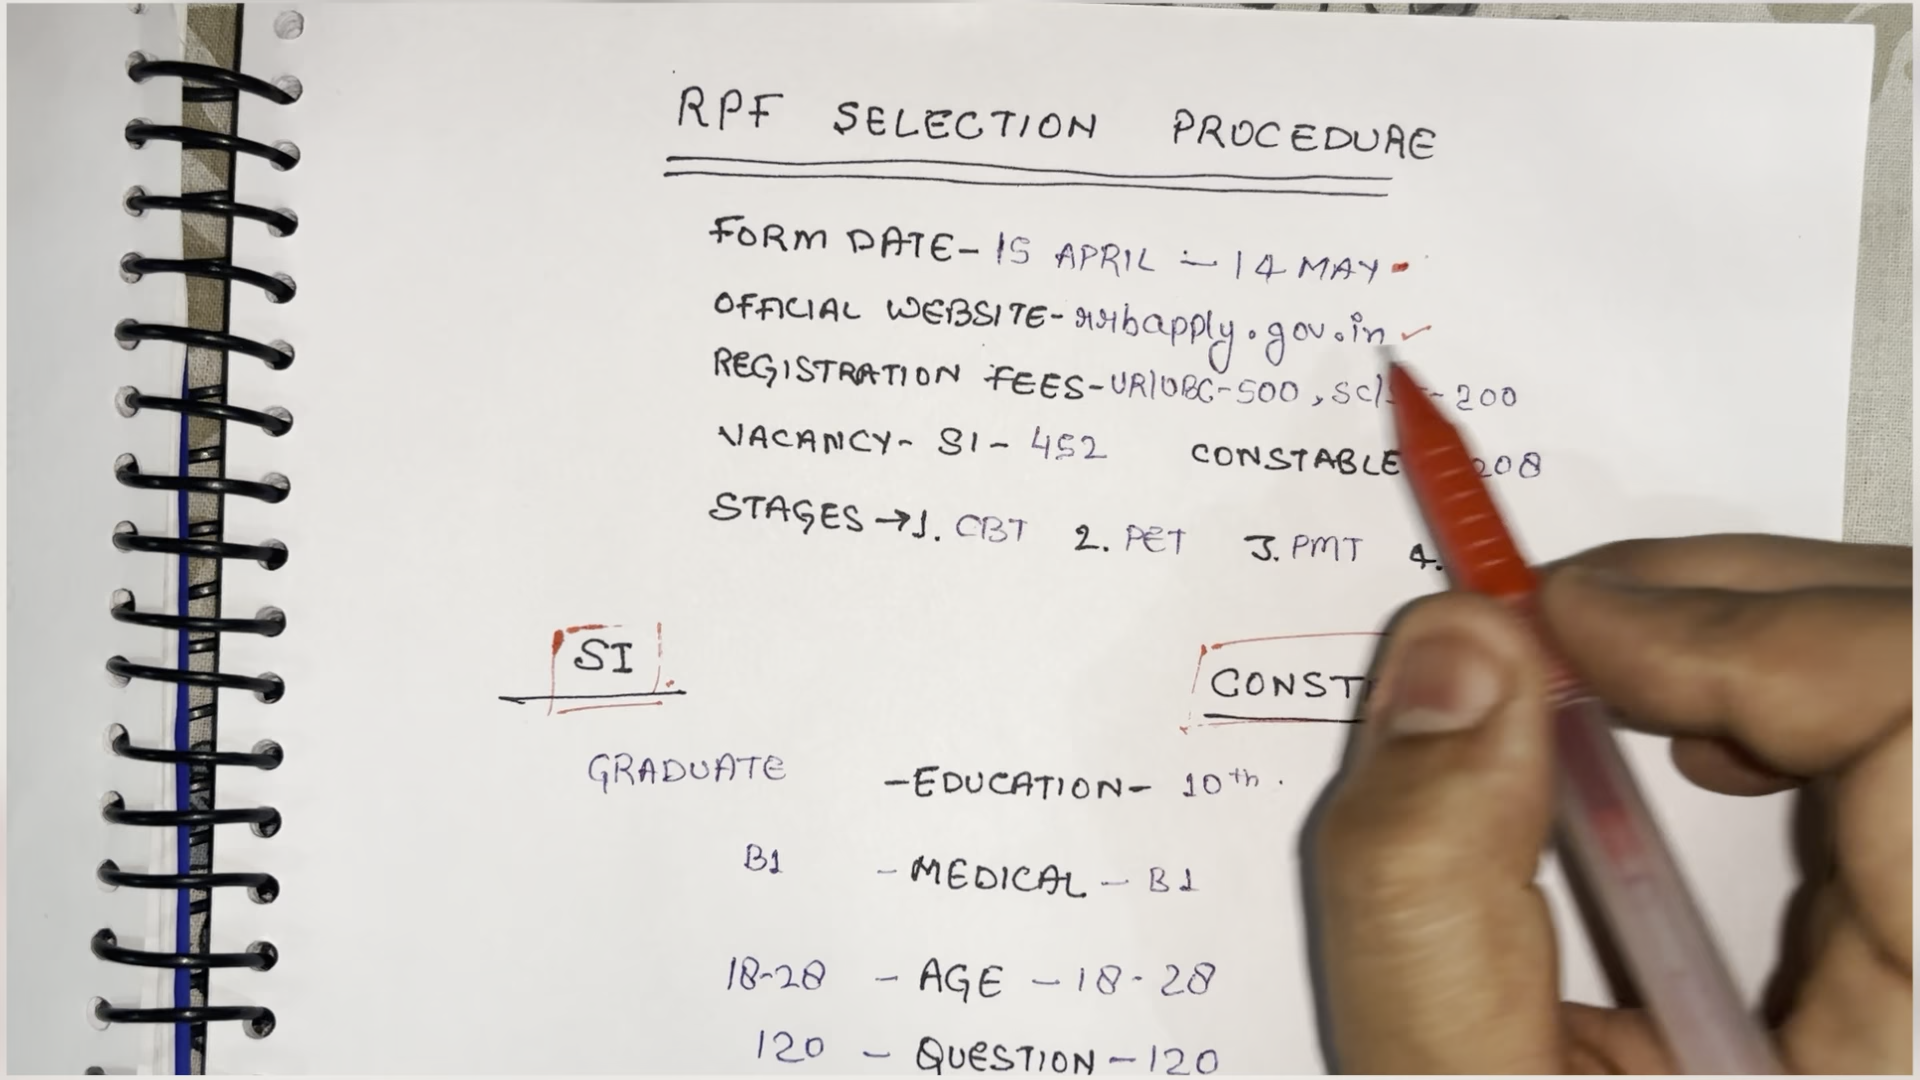 RPF SELECTION PROCEDURE
FORM DATE- 15 APRIL - 14 MAY
OFFICIAL WEBSITE- rrbapply.gov.in
REGISTRATION FEES- UR/OBC-500, SC/ - 200
VACANCY- SI- 452 CONSTABLE 208
STAGES → 1. CBT 2. PET 3. PMT 4.
SI
GRADUATE -EDUCATION- 10th
B1 - MEDICAL - B1
18-28 - AGE - 18-28
120 - QUESTION - 120